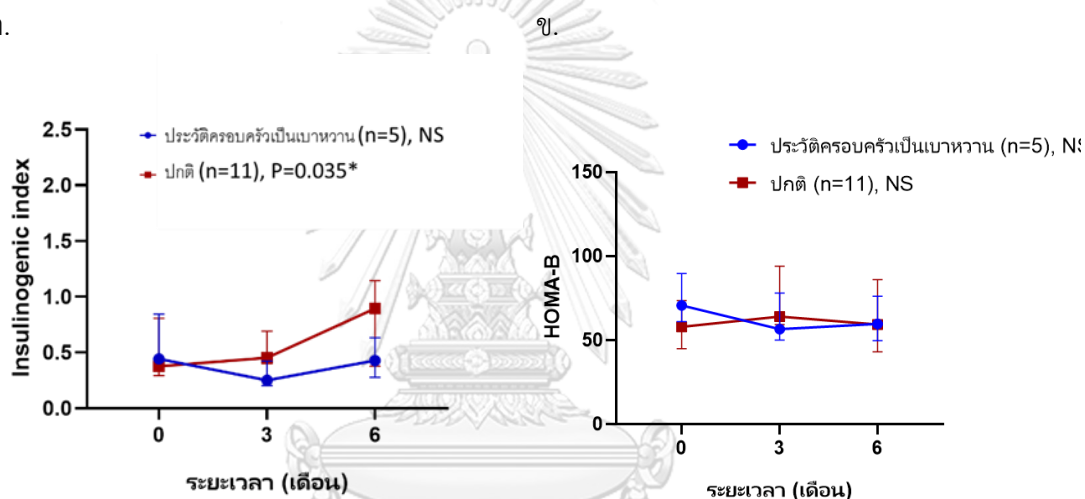 ข.
ประวัติครอบครัวเป็นเบาหวาน (n=5), NS
ปกติ (n=11), P=0.035*
Insulinogenic index
2.5
2.0
1.5
1.0
0.5
0.0
0
3
6
ระยะเวลา (เดือน)
ประวัติครอบครัวเป็นเบาหวาน (n=5), NS
ปกติ (n=11), NS
HOMA-B
150
100
50
0
0
3
6
ระยะเวลา (เดือน)